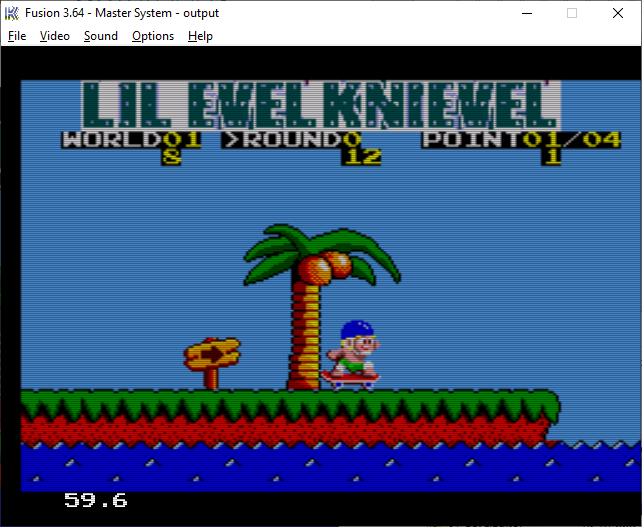 Fusion 3.64 - Master System - output
File Video Sound Options Help
LIL EVEL KNIEVEL
WORLD01 >ROUND0 POINT01/04
8 12 1
59.6